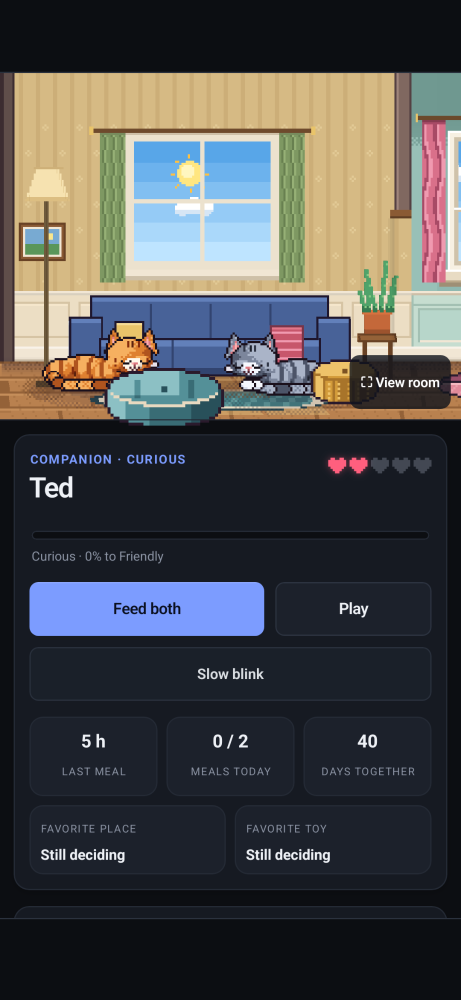 View room
COMPANION · CURIOUS
Ted
Curious · 0% to Friendly
Feed both
Play
Slow blink
5 h
LAST MEAL
0 / 2
MEALS TODAY
40
DAYS TOGETHER
FAVORITE PLACE
Still deciding
FAVORITE TOY
Still deciding